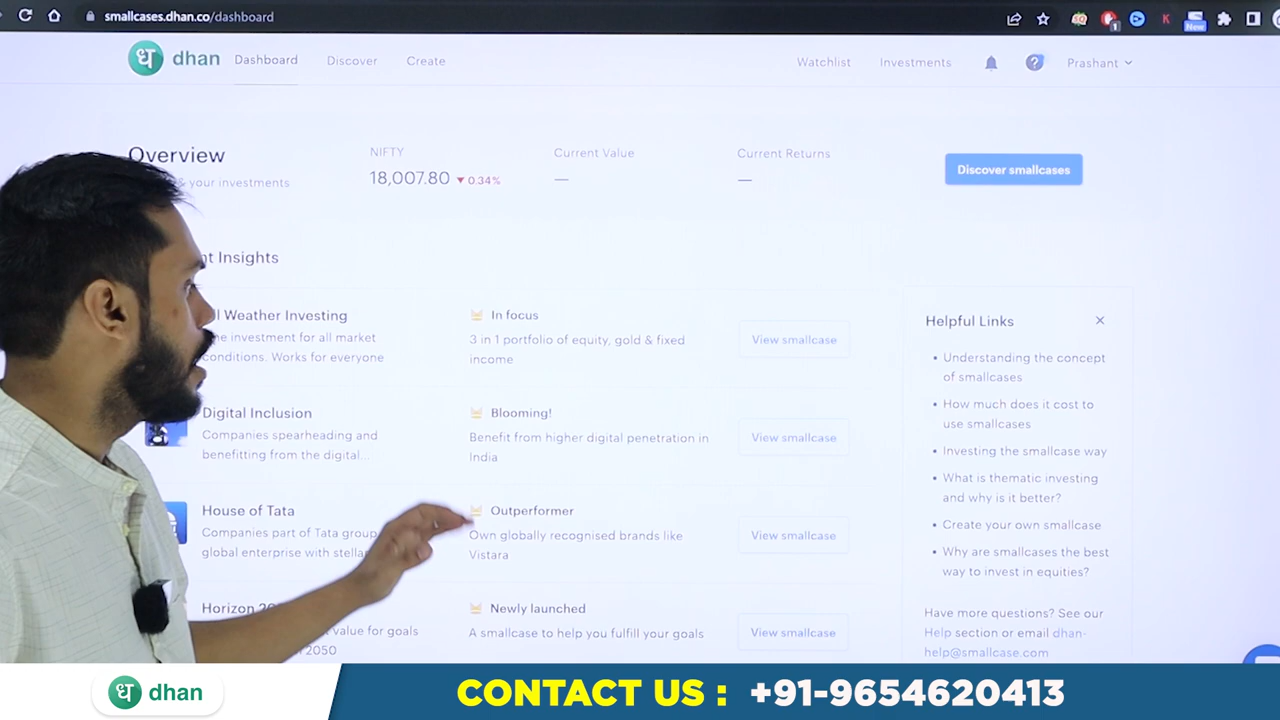 smallcases.dhan.co/dashboard
New
1
ध dhan
Dashboard
Discover
Create
Watchlist
Investments
?
Prashant
Overview
& your investments
NIFTY
18,007.80 ▼ 0.34%
Current Value
—
Current Returns
—
Discover smallcases
nt Insights
ll Weather Investing
ne investment for all market
conditions. Works for everyone
In focus
3 in 1 portfolio of equity, gold & fixed
income
View smallcase
Digital Inclusion
Companies spearheading and
benefitting from the digital...
Blooming!
Benefit from higher digital penetration in
India
View smallcase
House of Tata
Companies part of Tata group
global enterprise with stella
Outperformer
Own globally recognised brands like
Vistara
View smallcase
Horizon 20
value for goals
2050
Newly launched
A smallcase to help you fulfill your goals
View smallcase
Helpful Links
• Understanding the concept
of smallcases
• How much does it cost to
use smallcases
• Investing the smallcase way
• What is thematic investing
and why is it better?
• Create your own smallcase
• Why are smallcases the best
way to invest in equities?
Have more questions? See our
Help section or email dhan-
help@smallcase.com
ध dhan
CONTACT US : +91-9654620413